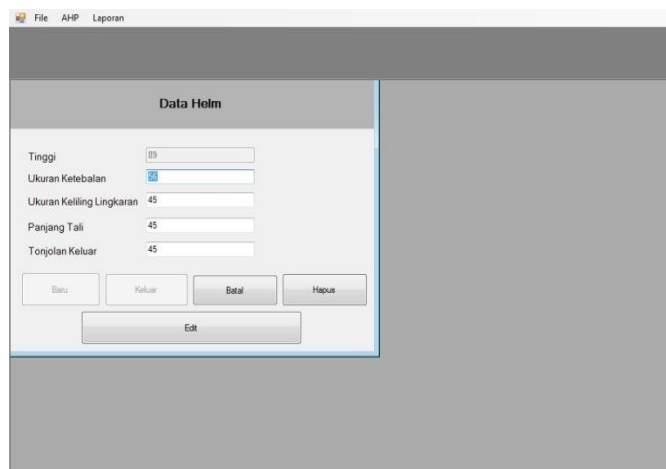 File AHP Laporan
Data Helm
Tinggi 89
Ukuran Ketebalan 56
Ukuran Keliling Lingkaran 45
Panjang Tali 45
Tonjolan Keluar 45
Baru Keluar Batal Hapus
Edit